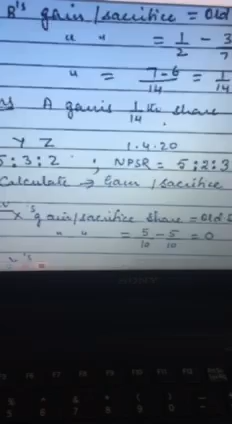 B's gain/sacrifice = Old
" " = 1/2 - 3/7
" = 7-6/14 = 1/14
A gains 1/14 th share
Y Z 1.4.20
5:3:2 ; NPSR = 5:2:3
Calculate → Gain/sacrifice
X's gain/sacrifice share = Old
" " = 5/10 - 5/10 = 0
's